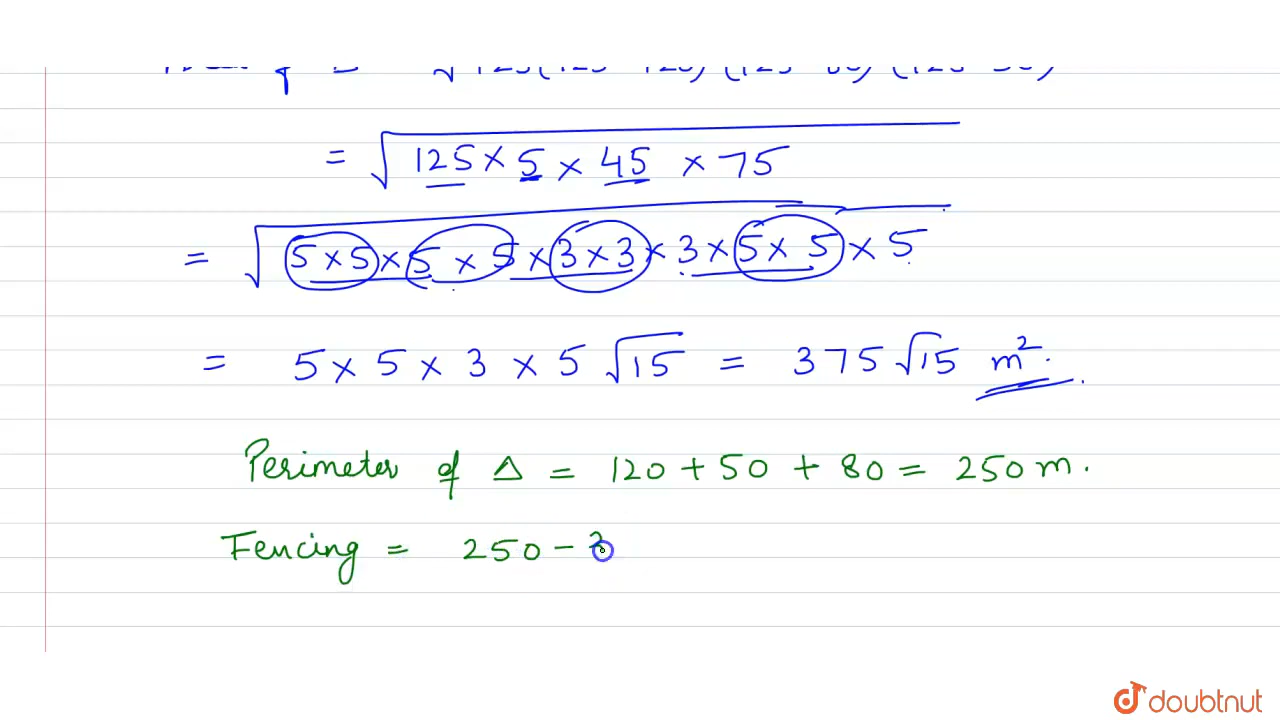 = √125 × 5 × 45 × 75
= √5 × 5 × 5 × 5 × 3 × 3 × 3 × 5 × 5 × 5
= 5 × 5 × 3 × 5 √15 = 375 √15 m².
Perimeter of Δ = 120 + 50 + 80 = 250 m.
Fencing = 250 −
doubtnut